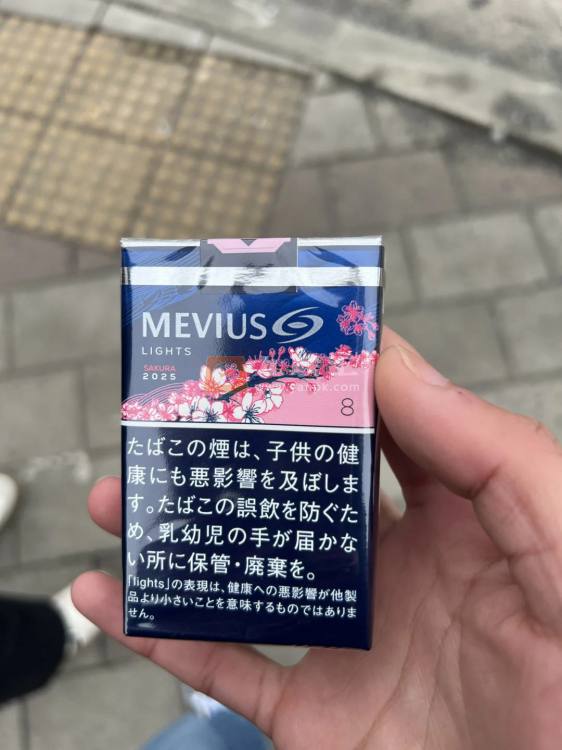 MEVIUS
LIGHTS
SAKURA
2025
8
たばこの煙は、子供の健
康にも悪影響を及ぼしま
す。たばこの誤飲を防ぐた
め、乳幼児の手が届かな
い所に保管・廃棄を。
「lights」の表現は、健康への悪影響が他製
品より小さいことを意味するものではありま
せん。